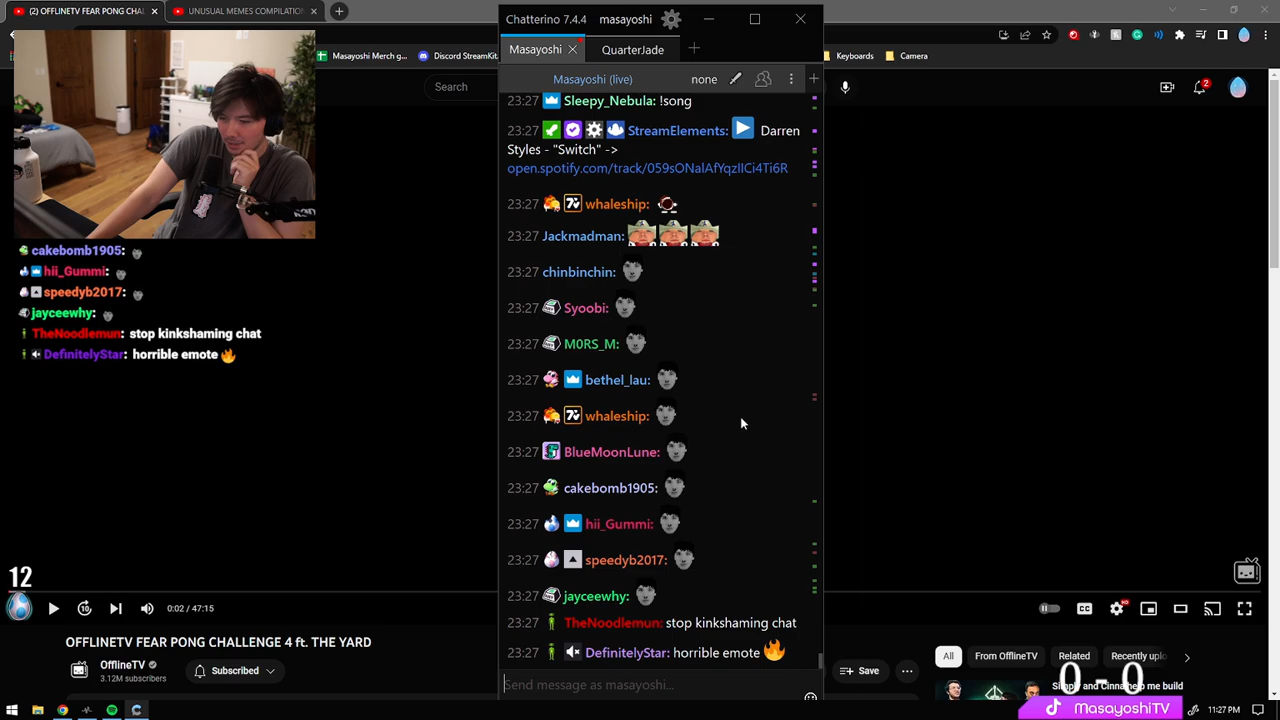 (2) OFFLINETV FEAR PONG CHAL
UNUSUAL MEMES COMPILATION
Masayoshi Merch g...
Discord StreamKit
Keyboards
Camera
Search
2
Chatterino 7.4.4
masayoshi
Masayoshi
QuarterJade
Masayoshi (live)
none
23:27 Sleepy_Nebula: !song
23:27 StreamElements: Darren
Styles - "Switch" ->
open.spotify.com/track/059sONalAfYqzIICi4Ti6R
23:27 whaleship:
23:27 Jackmadman:
23:27 chinbinchin:
23:27 Syoobi:
23:27 M0RS_M:
23:27 bethel_lau:
23:27 whaleship:
23:27 BlueMoonLune:
23:27 cakebomb1905:
23:27 hii_Gummi:
23:27 speedyb2017:
23:27 jayceewhy:
23:27 TheNoodlemun: stop kinkshaming chat
23:27 DefinitelyStar: horrible emote
Send message as masayoshi...
cakebomb1905:
hii_Gummi:
speedyb2017:
jayceewhy:
TheNoodlemun: stop kinkshaming chat
DefinitelyStar: horrible emote
12
0:02 / 47:15
CC
HD
OFFLINETV FEAR PONG CHALLENGE 4 ft. THE YARD
OfflineTV
3.12M subscribers
Subscribed
Save
All
From OfflineTV
Related
Recently uplo
0 0
MasayoshiTV
11:27 PM